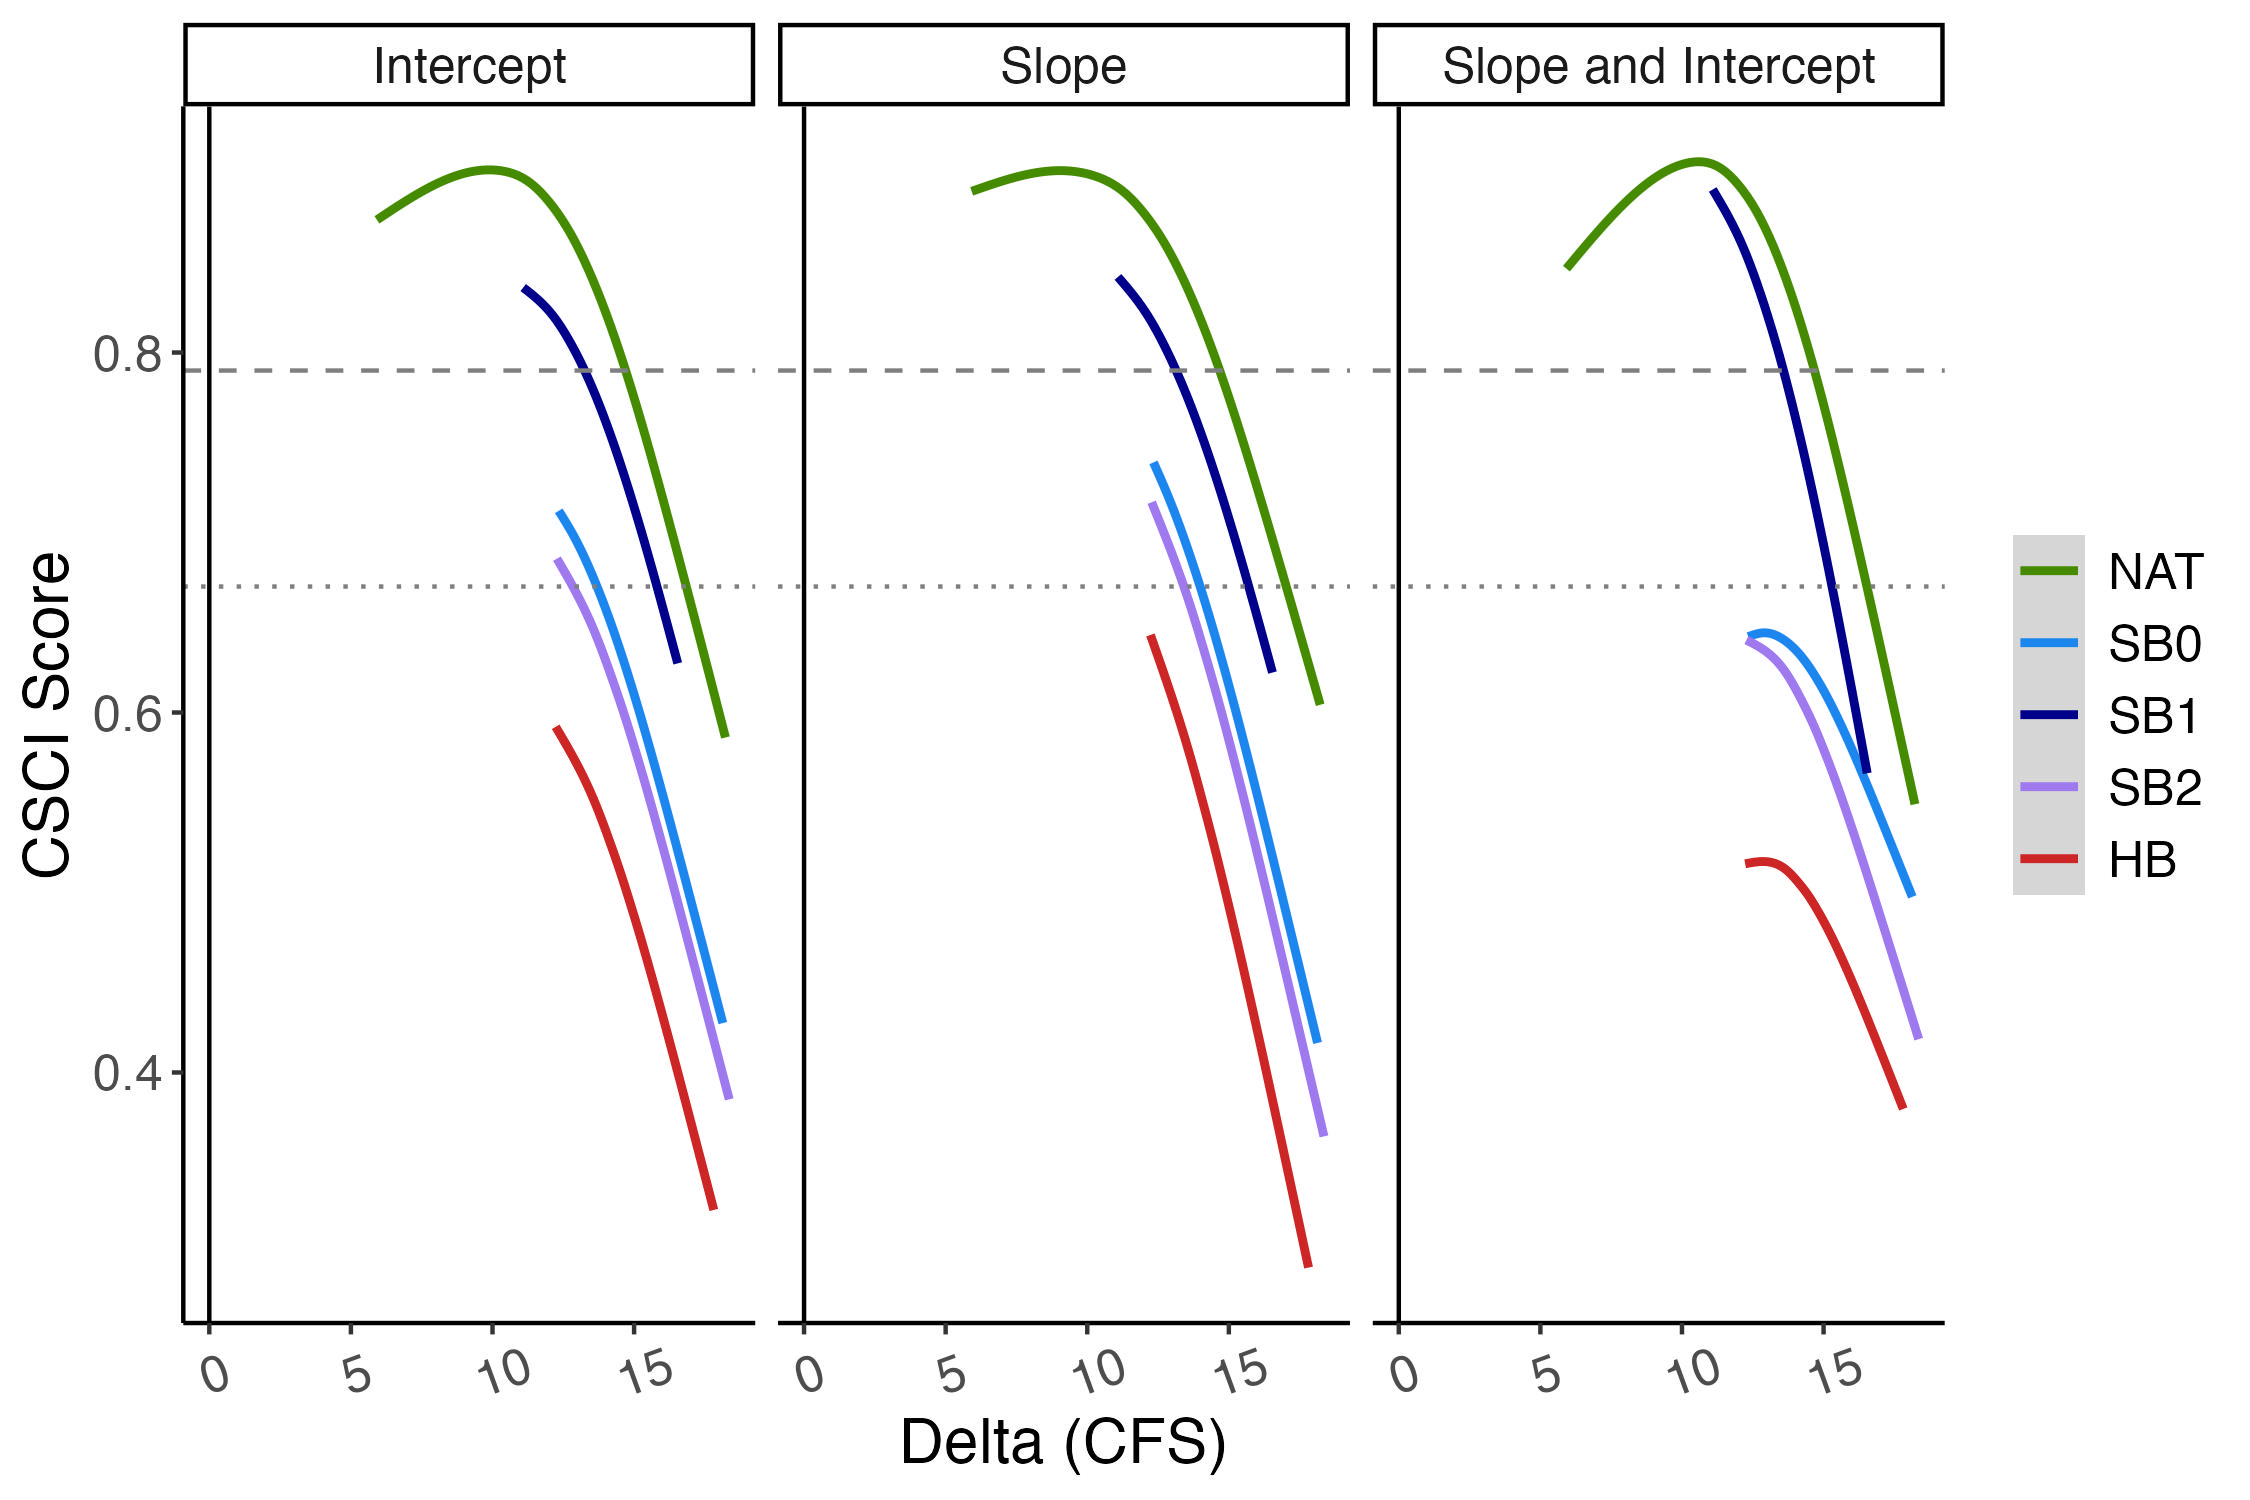 Intercept
Slope
Slope and Intercept
CSCI Score
0.8
0.6
0.4
0 5 10 15
0 5 10 15
0 5 10 15
Delta (CFS)
NAT
SB0
SB1
SB2
HB